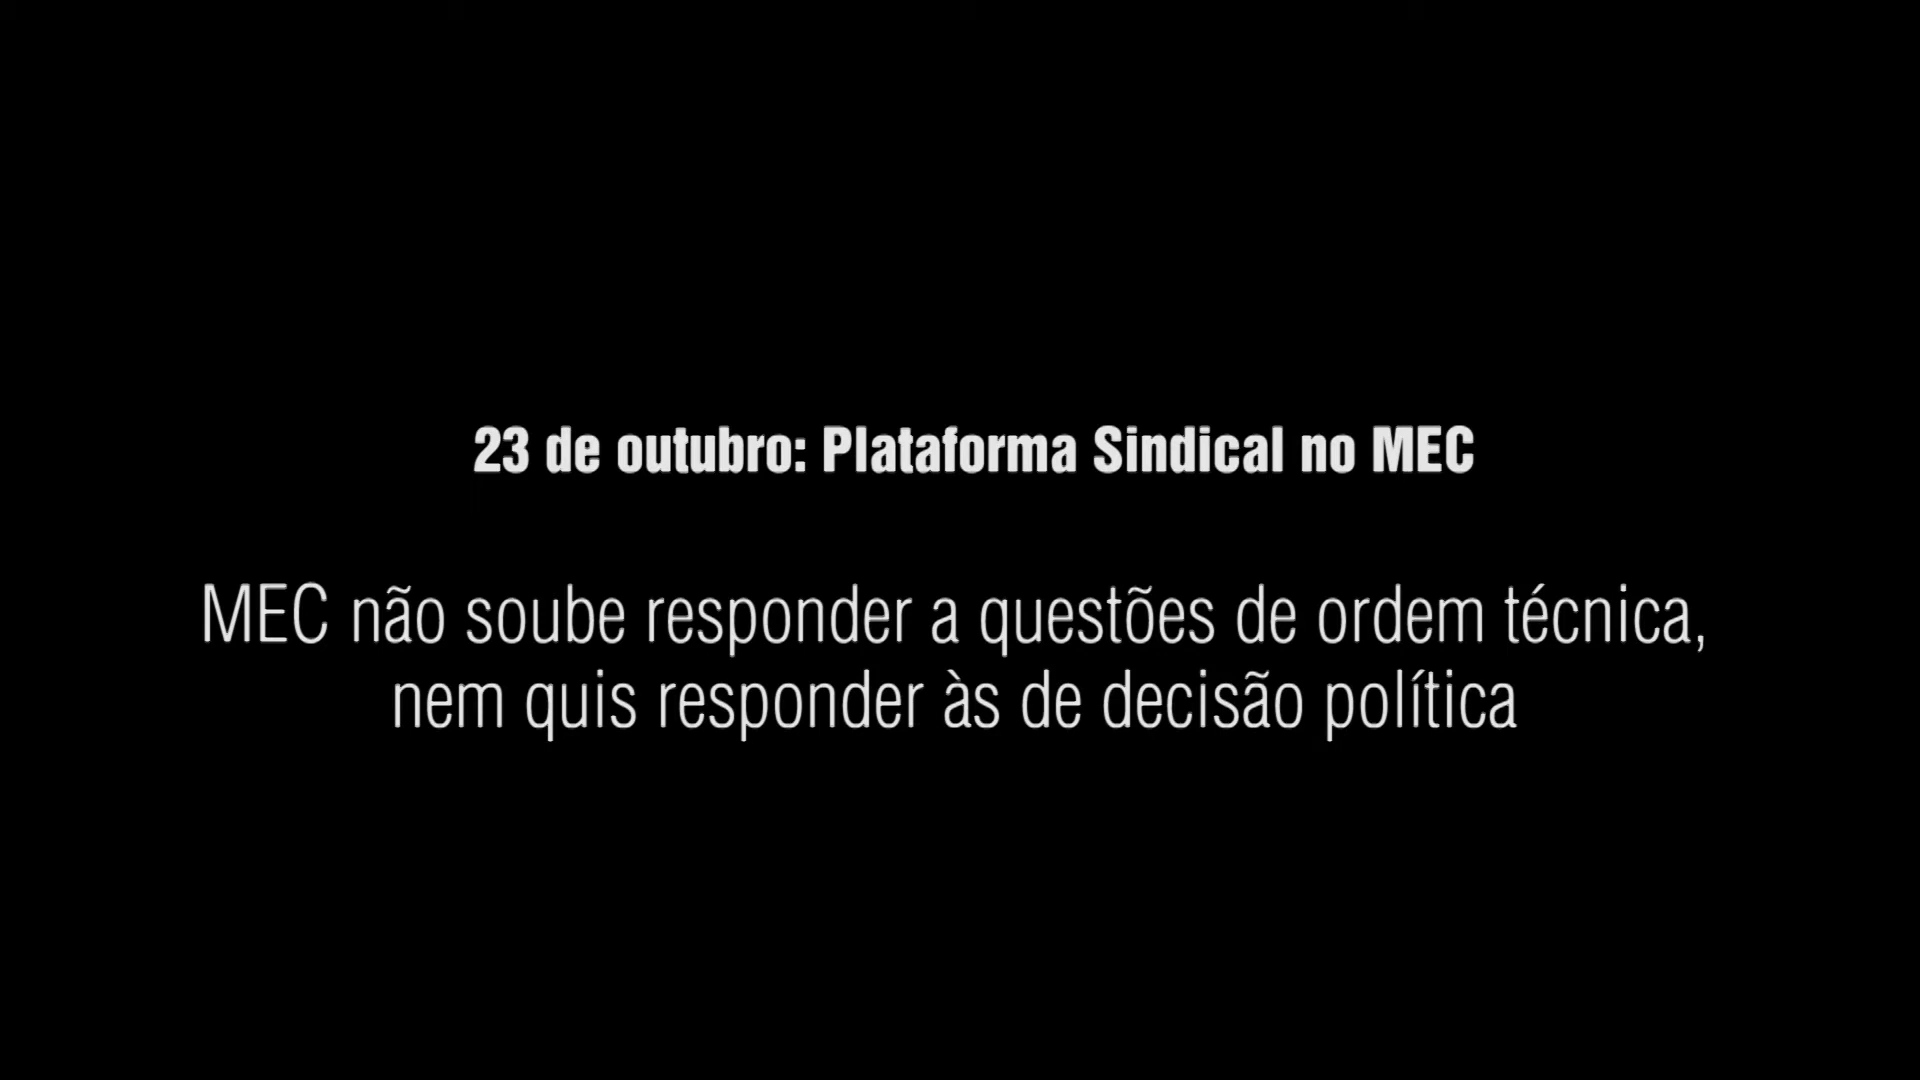 23 de outubro: Plataforma Sindical no MEC
MEC não soube responder a questões de ordem técnica,
nem quis responder às de decisão política